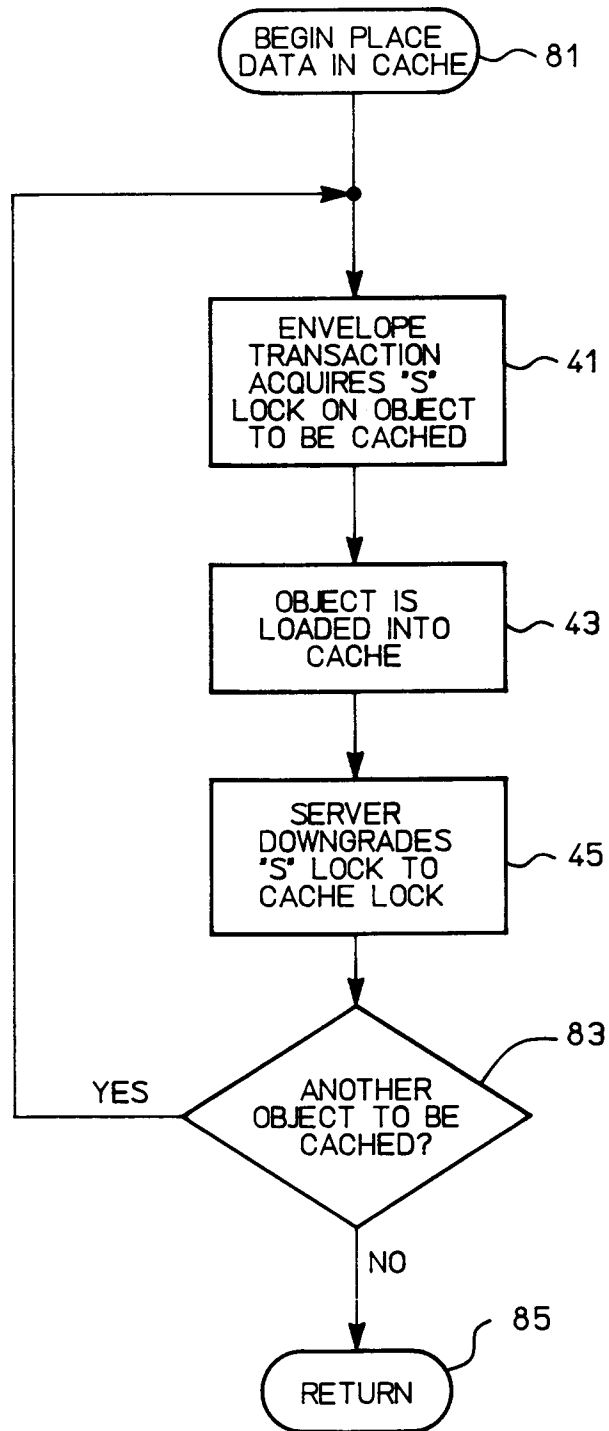 BEGIN PLACE
DATA IN CACHE
81
ENVELOPE
TRANSACTION
ACQUIRES "S"
LOCK ON OBJECT
TO BE CACHED
41
OBJECT IS
LOADED INTO
CACHE
43
SERVER
DOWNGRADES
"S" LOCK TO
CACHE LOCK
45
83
YES
ANOTHER
OBJECT TO BE
CACHED?
NO
85
RETURN